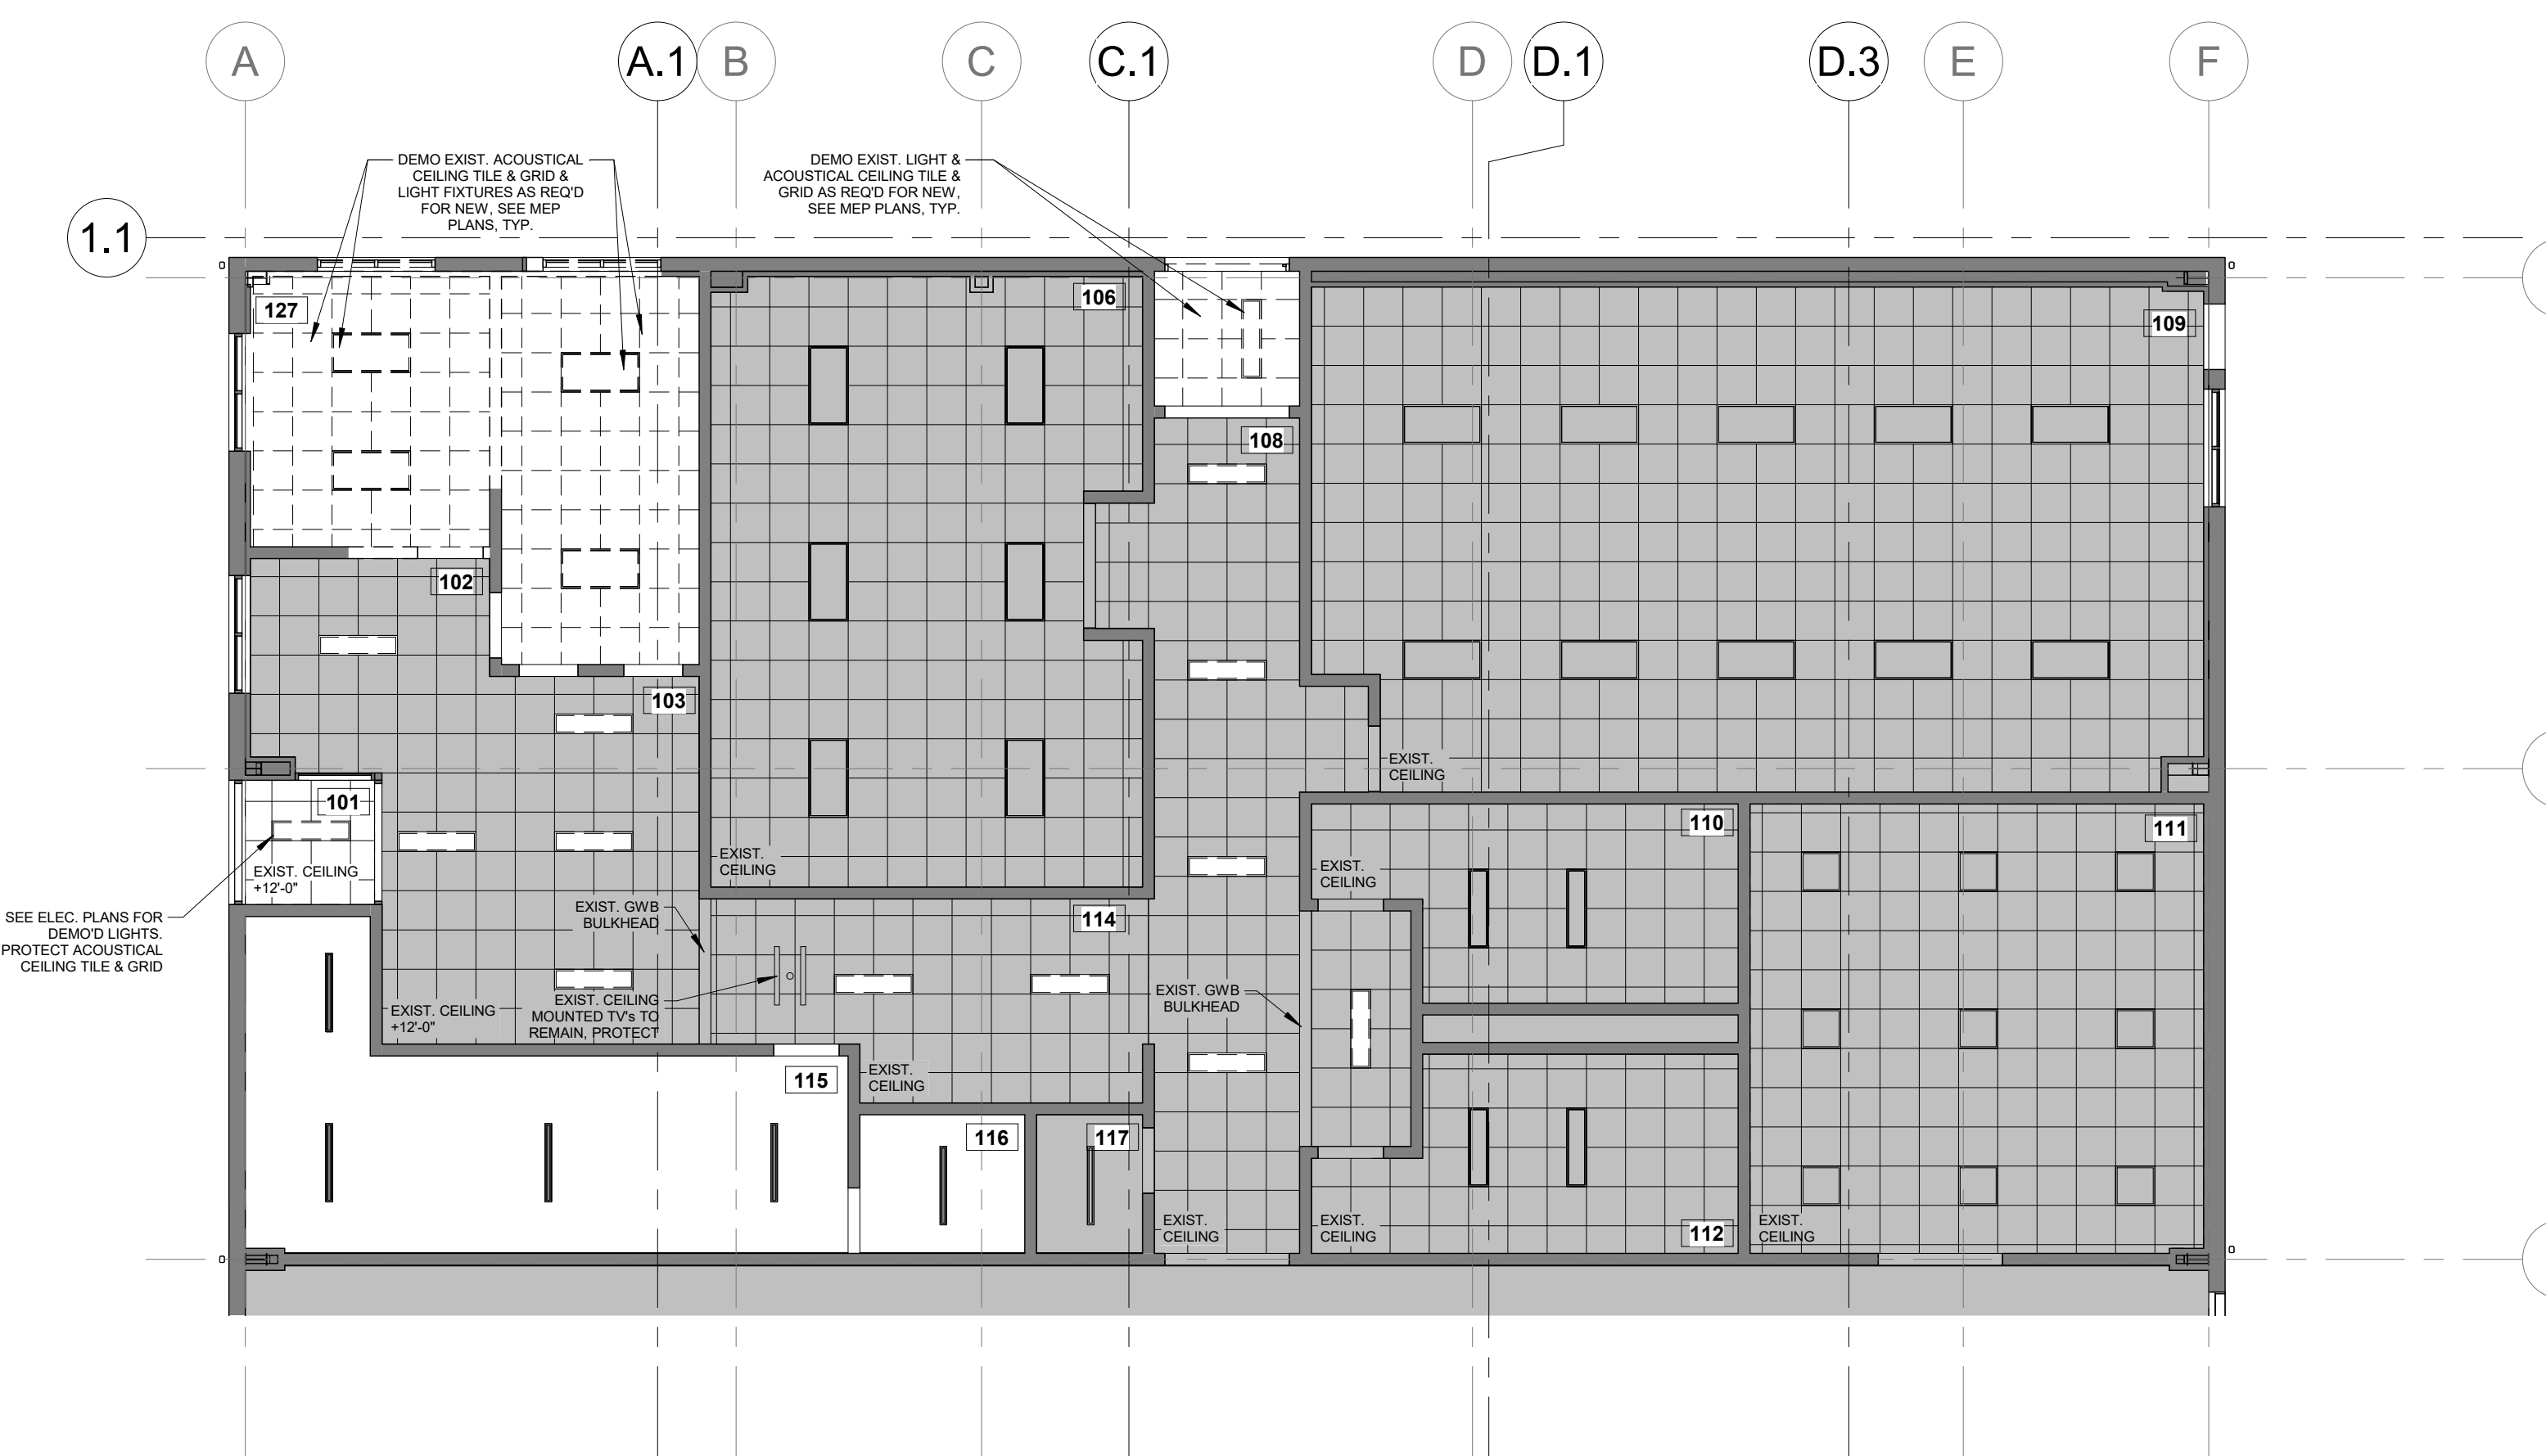 A
A.1
B
C
C.1
D
D.1
D.3
E
F
DEMO EXIST. ACOUSTICAL
CEILING TILE & GRID &
LIGHT FIXTURES AS REQ'D
FOR NEW, SEE MEP
PLANS, TYP.
DEMO EXIST. LIGHT &
ACOUSTICAL CEILING TILE &
GRID AS REQ'D FOR NEW,
SEE MEP PLANS, TYP.
1.1
127
106
109
108
102
103
EXIST.
CEILING
101
EXIST. CEILING
+12'-0"
SEE ELEC. PLANS FOR
DEMO'D LIGHTS.
PROTECT ACOUSTICAL
CEILING TILE & GRID
EXIST.
CEILING
110
111
EXIST.
CEILING
EXIST. GWB
BULKHEAD
114
EXIST. CEILING
+12'-0"
EXIST. CEILING
MOUNTED TV's TO
REMAIN, PROTECT
EXIST. GWB
BULKHEAD
EXIST.
CEILING
115
116
117
EXIST.
CEILING
EXIST.
CEILING
112
EXIST.
CEILING